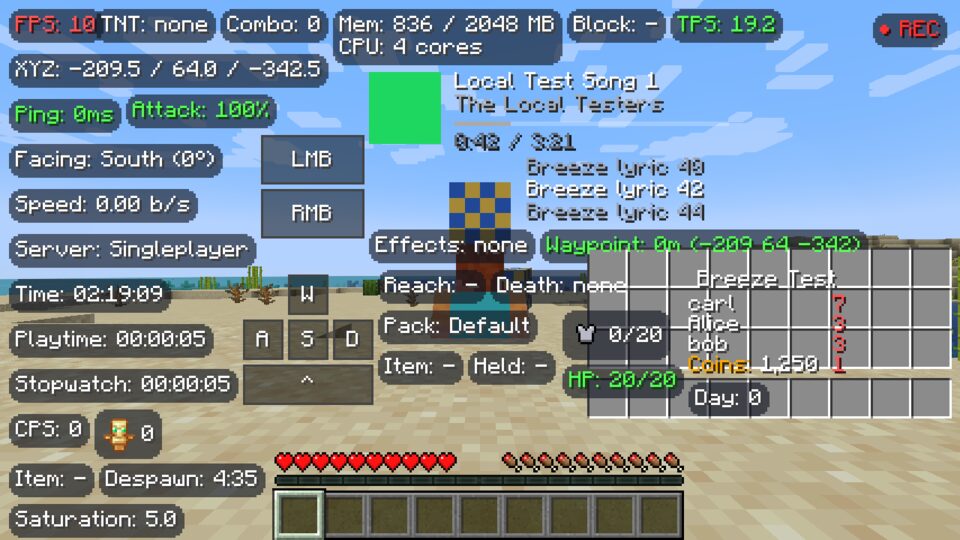 FPS: 10
TNT: none
Combo: 0
Mem: 836 / 2048 MB
CPU: 4 cores
Block: -
TPS: 19.2
● REC
XYZ: -209.5 / 64.0 / -342.5
Local Test Song 1
The Local Testers
0:42 / 3:21
Ping: 0ms
Attack: 100%
Facing: South (0°)
LMB
Breeze lyric 40
Breeze lyric 42
Breeze lyric 44
Speed: 0.00 b/s
RMB
Server: Singleplayer
Effects: none
Waypoint: 0m (-209 64 -342)
Time: 02:19:09
W
Reach: -
Death: none
Breeze Test
carl 7
Alice 3
bob 3
Coins: 1,250 1
Playtime: 00:00:05
A
S
D
Pack: Default
0/20
Stopwatch: 00:00:05
^
Item: -
Held: -
HP: 20/20
Day: 0
CPS: 0
0
Item: -
Despawn: 4:35
Saturation: 5.0